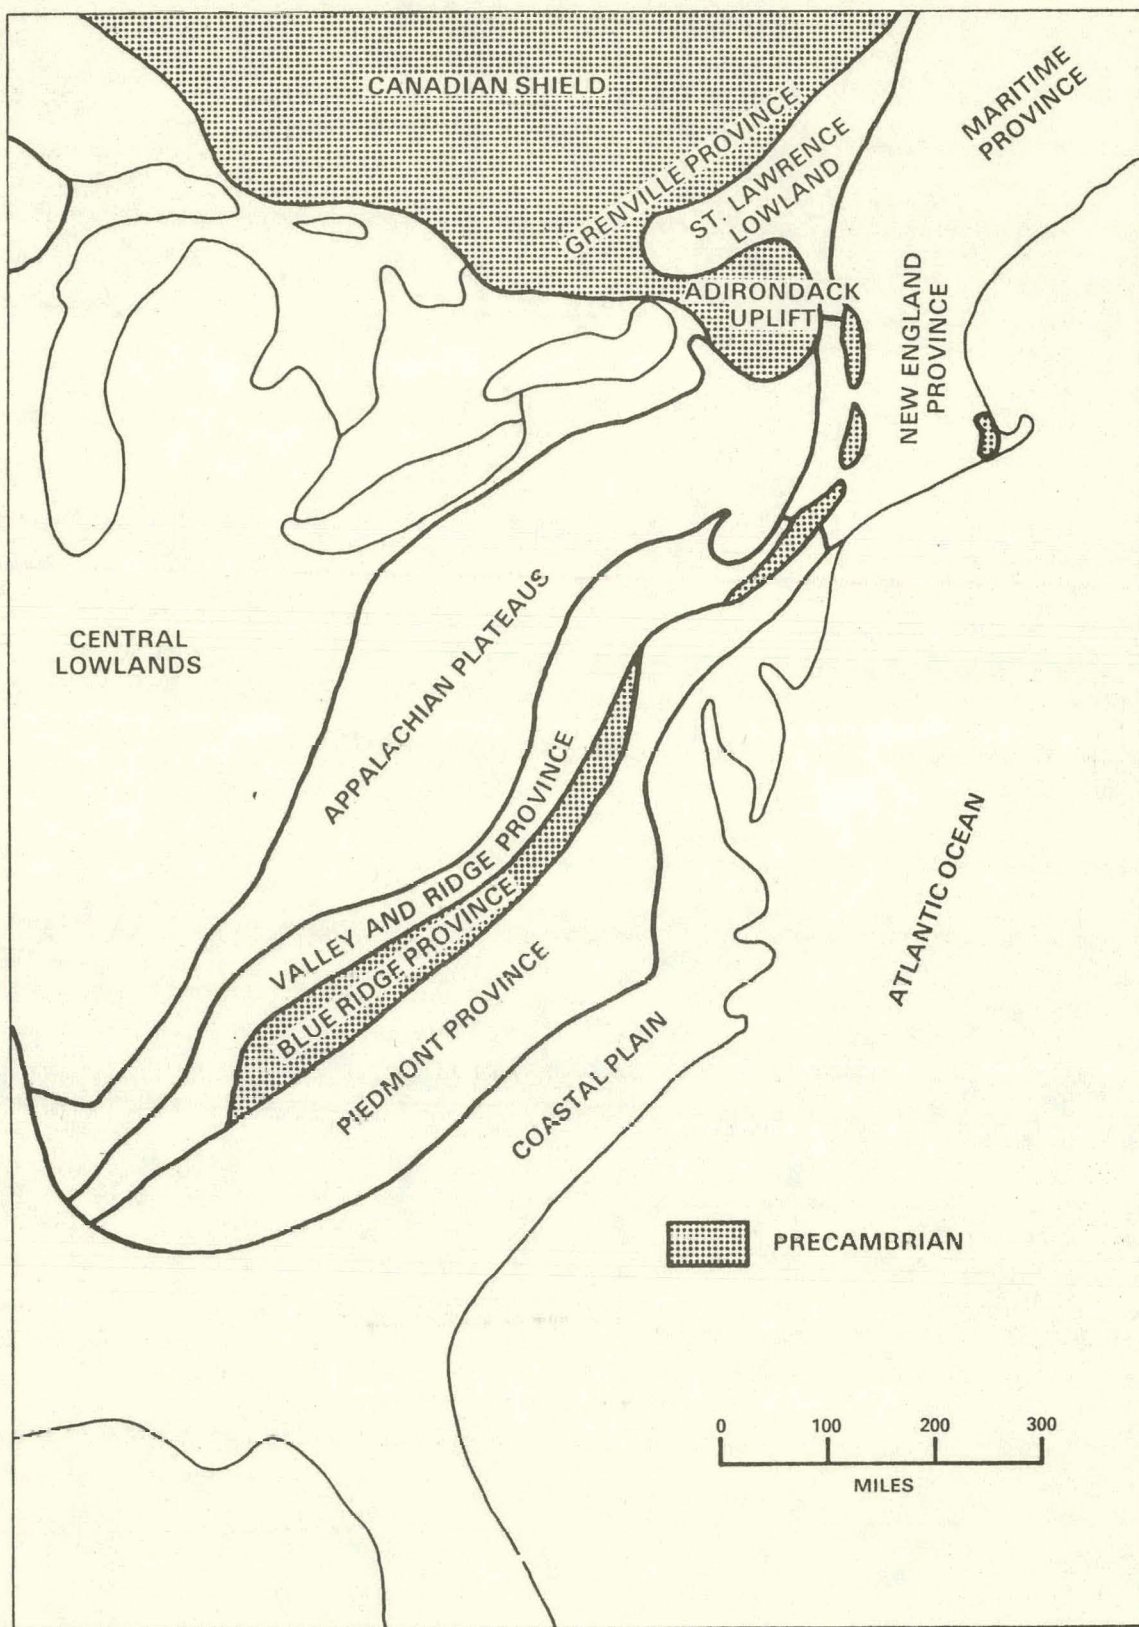 CANADIAN SHIELD
GRENVILLE PROVINCE
ST. LAWRENCE
LOWLAND
MARITIME
PROVINCE
ADIRONDACK
UPLIFT
NEW ENGLAND
PROVINCE
CENTRAL
LOWLANDS
APPALACHIAN PLATEAUS
VALLEY AND RIDGE PROVINCE
BLUE RIDGE PROVINCE
PIEDMONT PROVINCE
COASTAL PLAIN
ATLANTIC OCEAN
PRECAMBRIAN
0 100 200 300
MILES